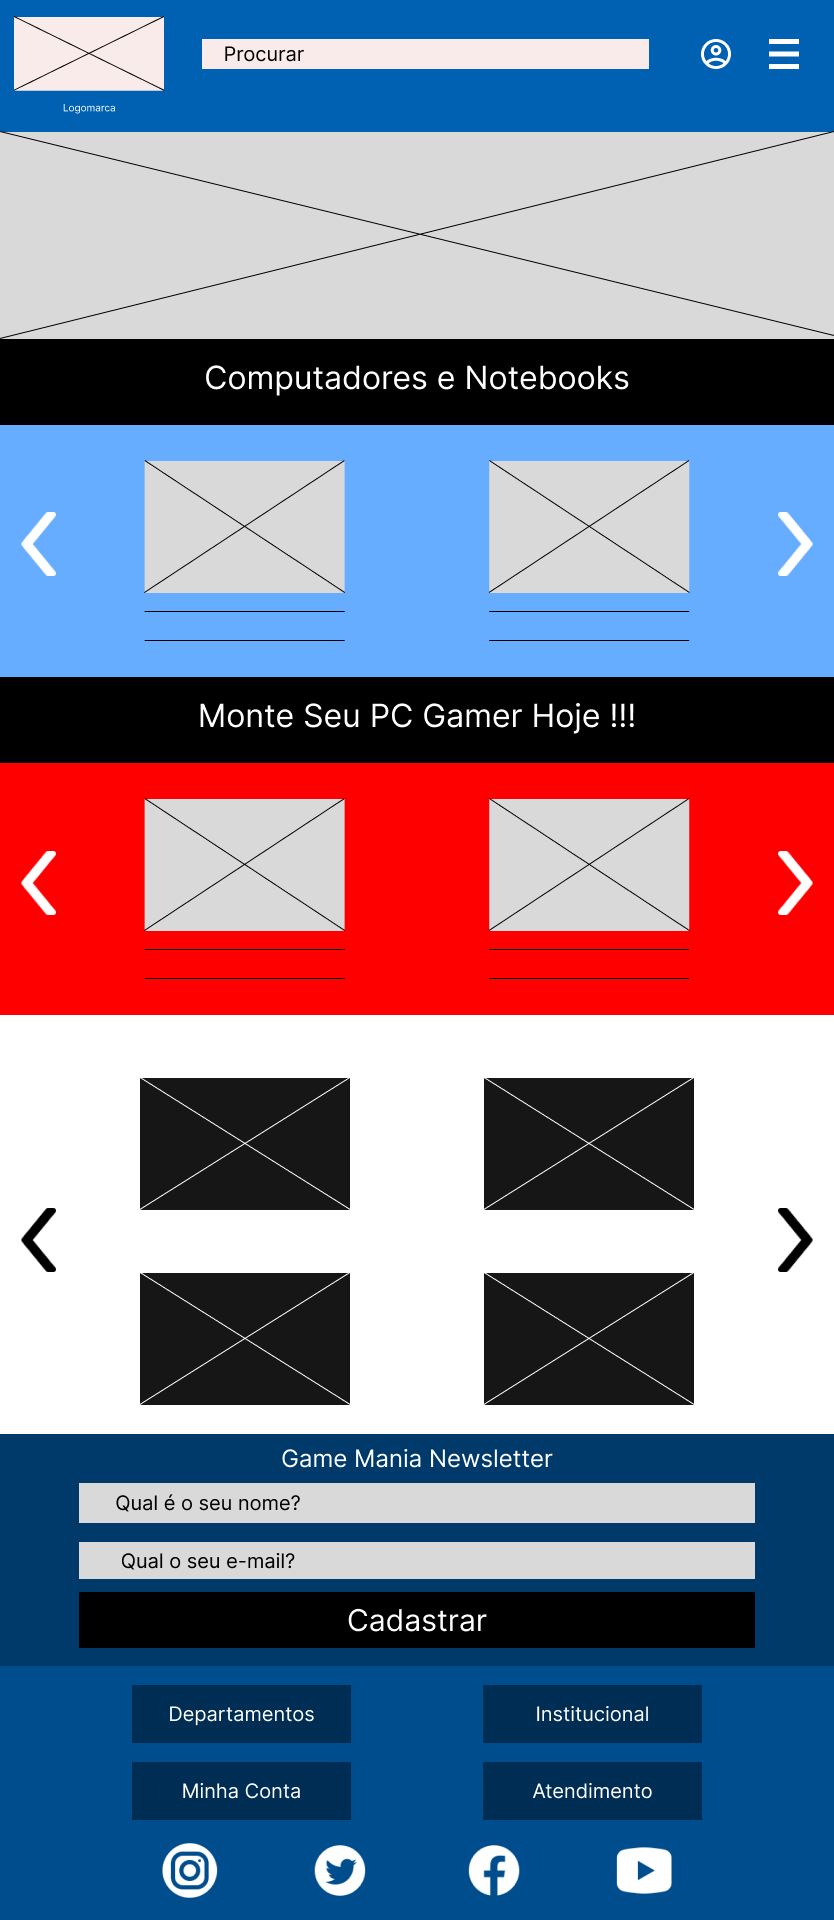 Procurar
Logomarca
Computadores e Notebooks
Monte Seu PC Gamer Hoje !!!
Game Mania Newsletter
Qual é o seu nome?
Qual o seu e-mail?
Cadastrar
Departamentos
Institucional
Minha Conta
Atendimento